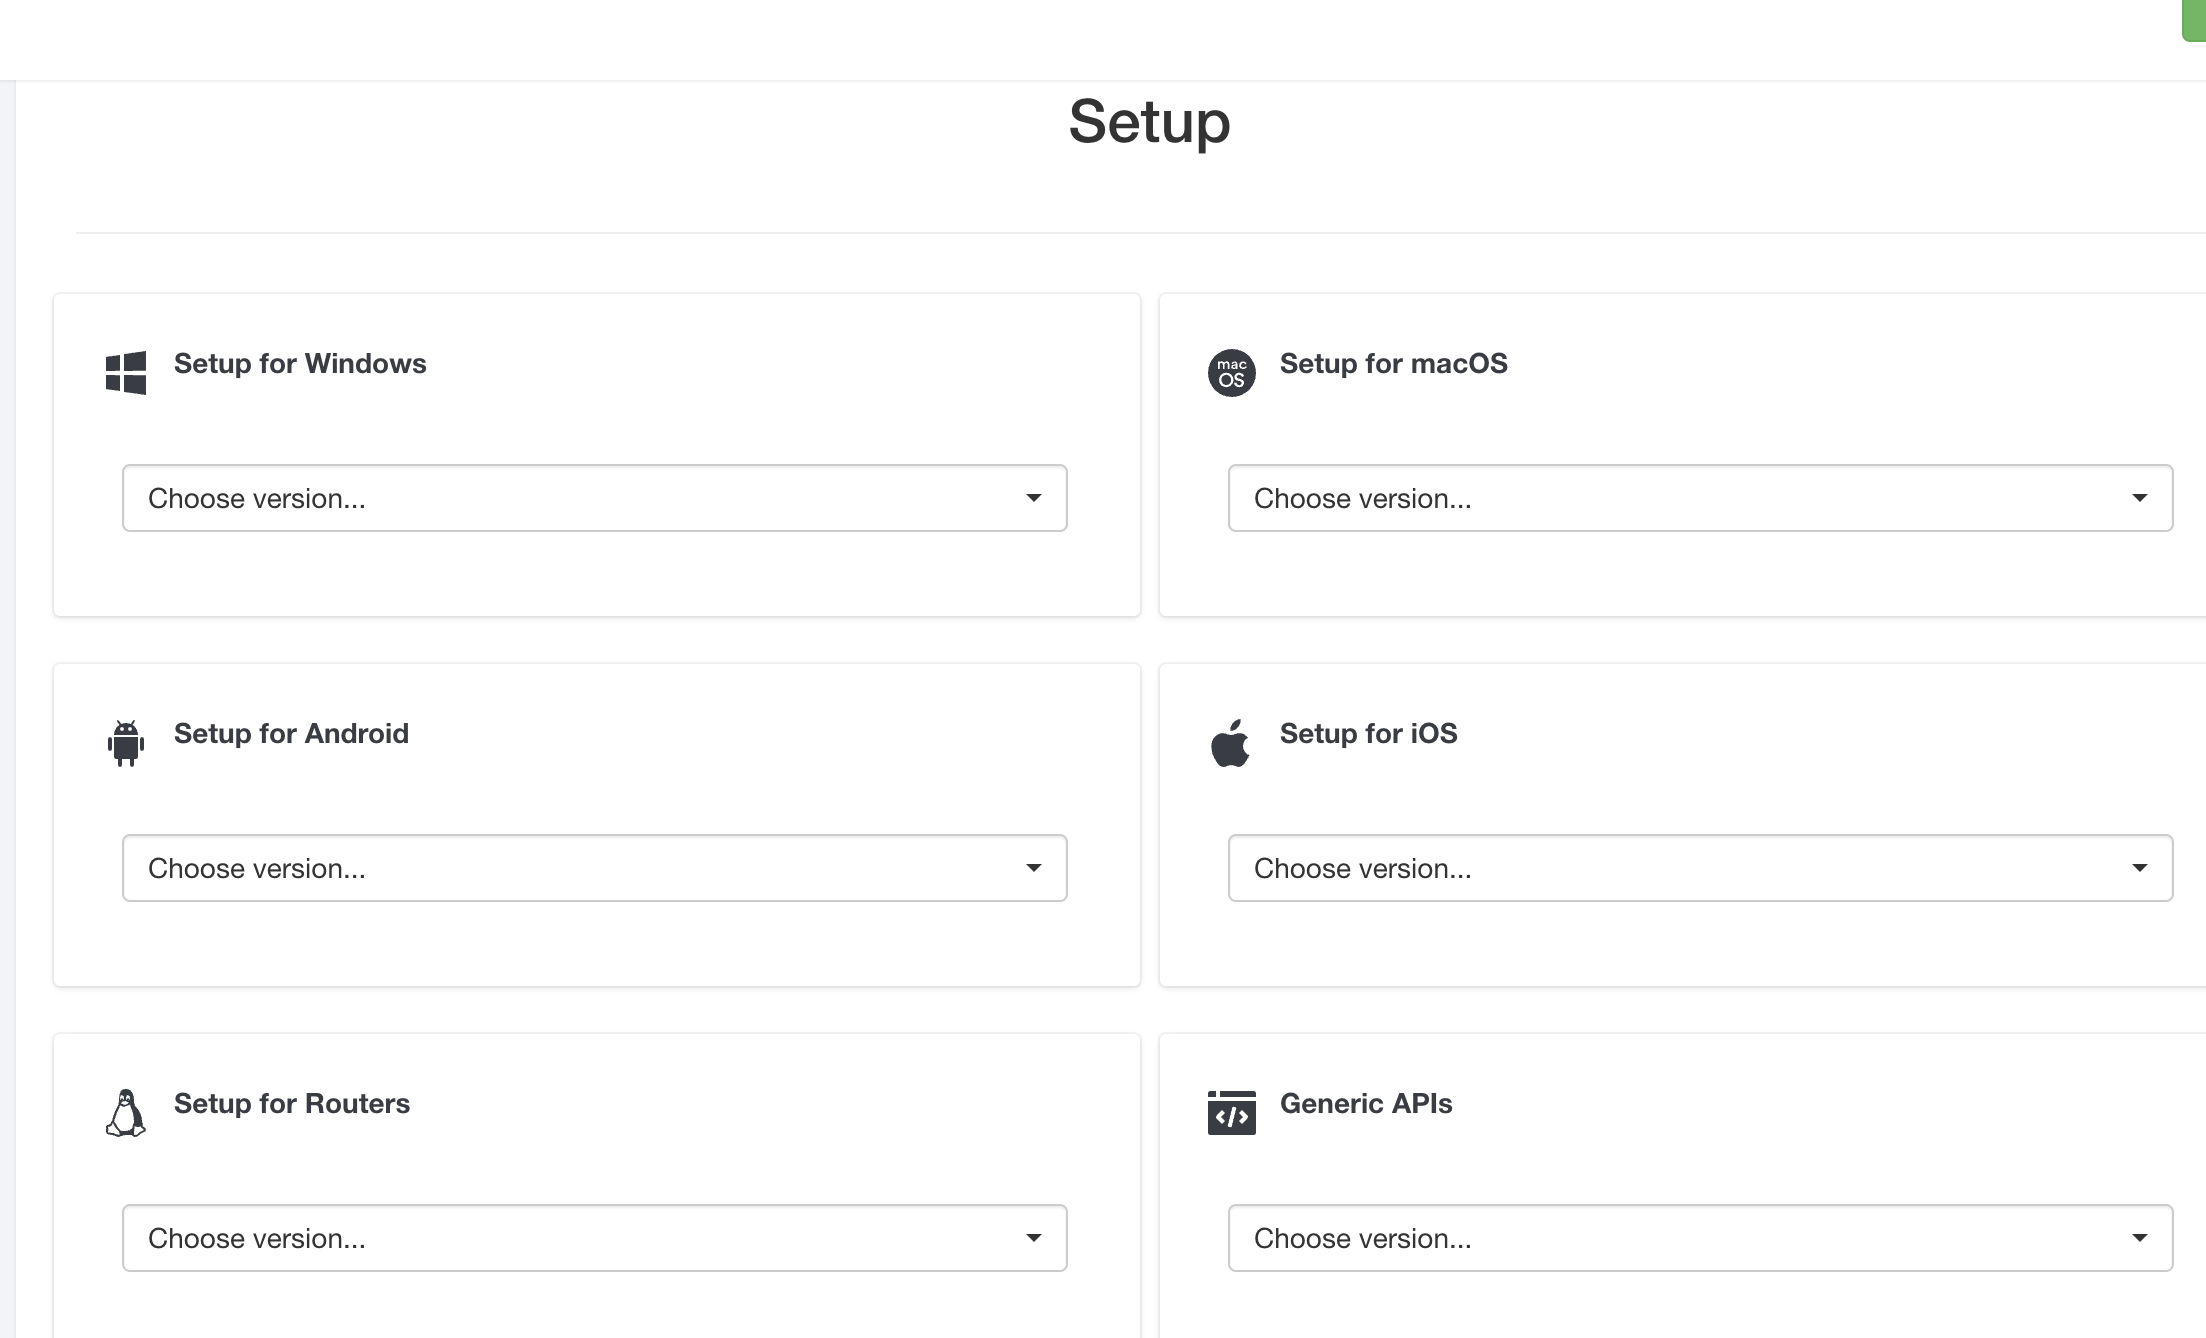 Setup
Setup for Windows
Choose version...
mac
OS
Setup for macOS
Choose version...
Setup for Android
Choose version...
Setup for iOS
Choose version...
Setup for Routers
Choose version...
</>
Generic APIs
Choose version...